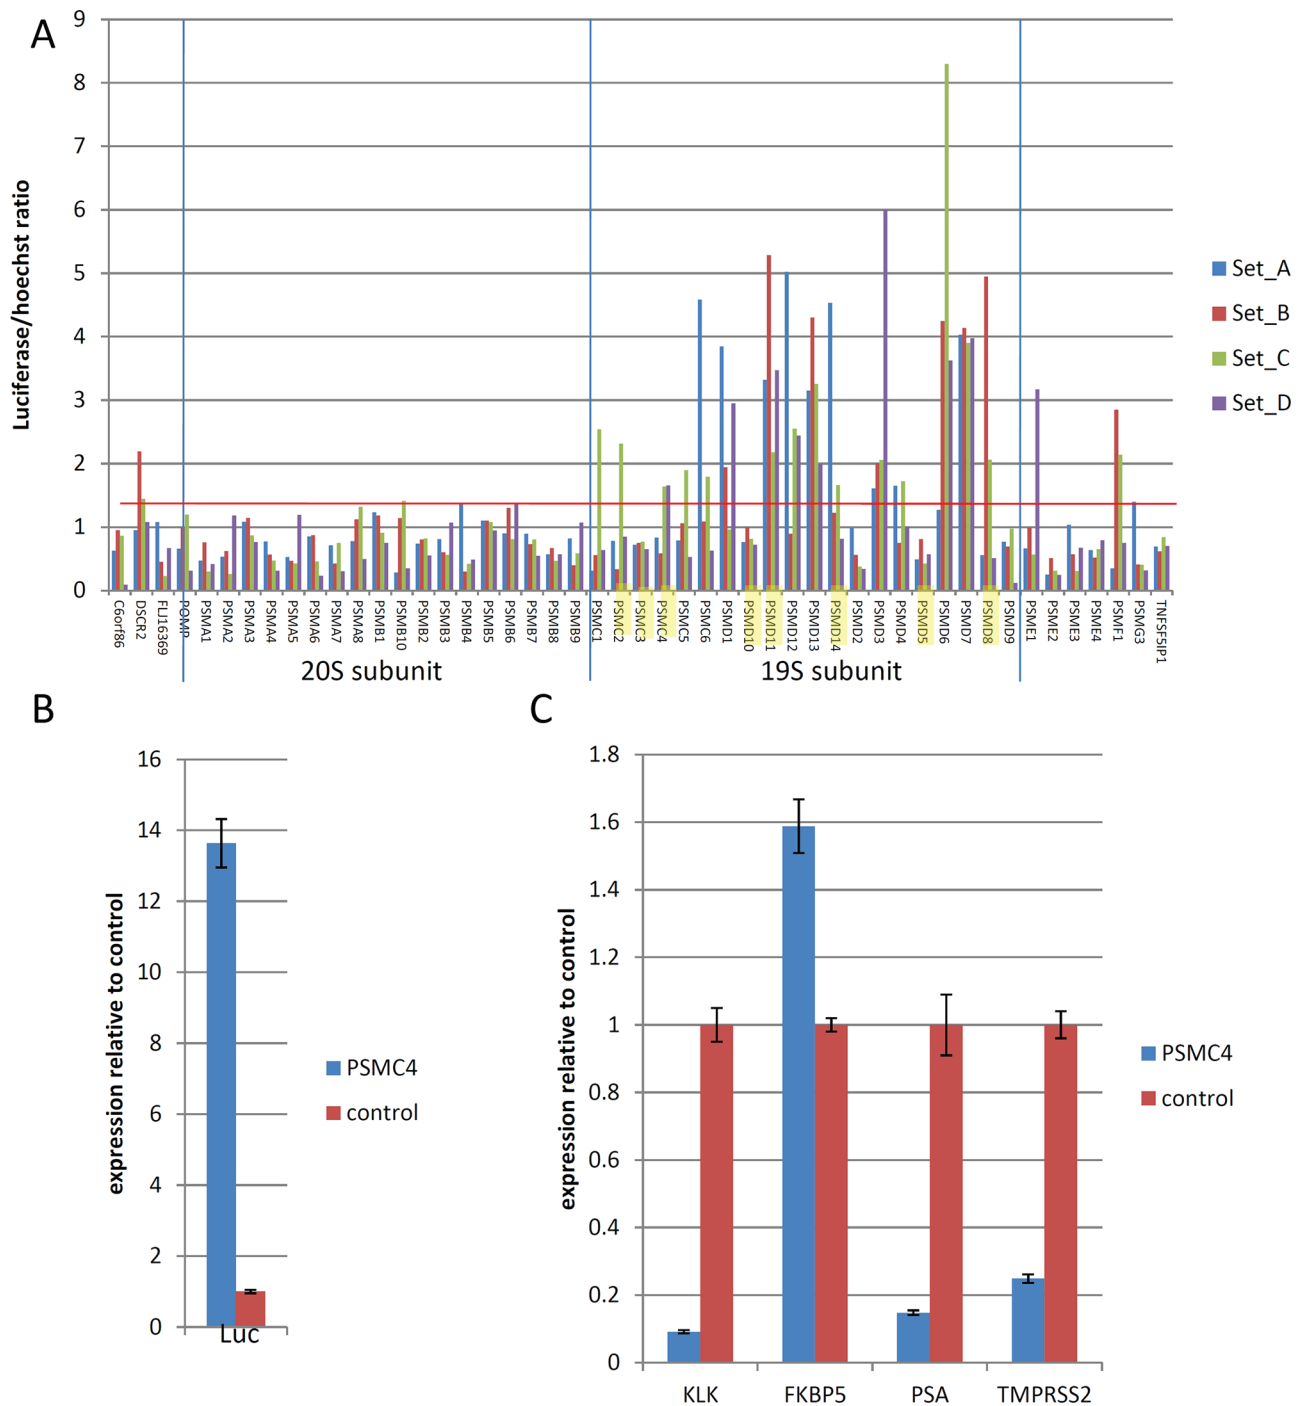 A
9
8
7
6
5
4
3
2
1
0
Luciferase/hoechst ratio
Set_A
Set_B
Set_C
Set_D
C6orf86
DSCR2
FLJ16369
POMP
PSMA1
PSMA2
PSMA3
PSMA4
PSMA5
PSMA6
PSMA7
PSMA8
PSMB1
PSMB10
PSMB2
PSMB3
PSMB4
PSMB5
PSMB6
PSMB7
PSMB8
PSMB9
PSMC1
PSMC2
PSMC3
PSMC4
PSMC5
PSMC6
PSMD1
PSMD10
PSMD11
PSMD12
PSMD13
PSMD14
PSMD2
PSMD3
PSMD4
PSMD5
PSMD6
PSMD7
PSMD8
PSMD9
PSME1
PSME2
PSME3
PSME4
PSMF1
PSMG3
TNFSF5IP1
20S subunit
19S subunit
B
16
14
12
10
8
6
4
2
0
expression relative to control
Luc
PSMC4
control
C
1.8
1.6
1.4
1.2
1
0.8
0.6
0.4
0.2
0
expression relative to control
KLK
FKBP5
PSA
TMPRSS2
PSMC4
control